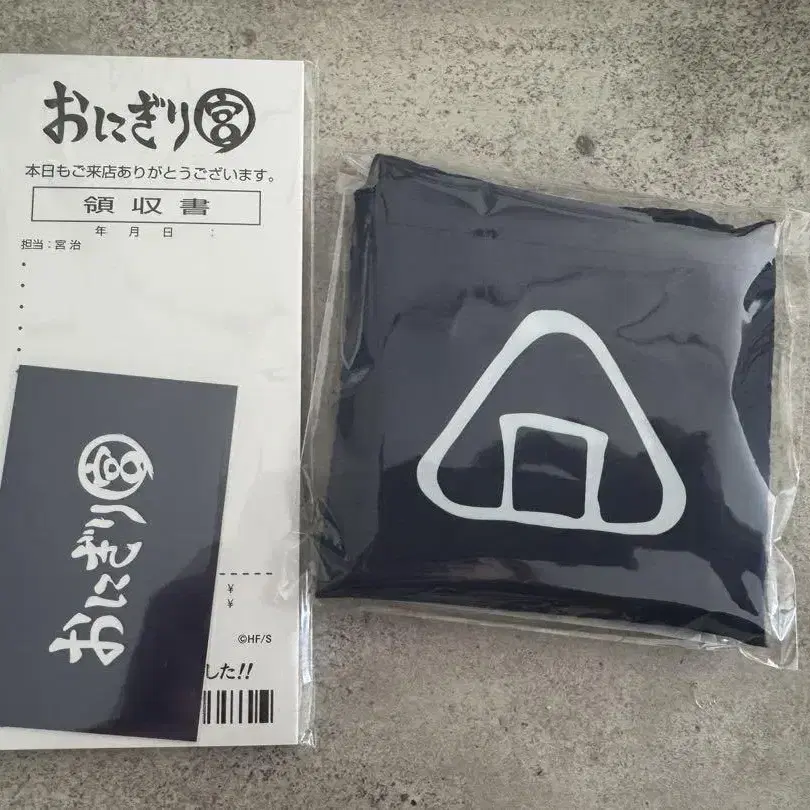 おにぎり宮
本日もご来店ありがとうございます。
領収書
年 月 日 :
担当:宮 治
・
・
・
・
・
¥
¥
©HF/S
した!!
おにぎり宮